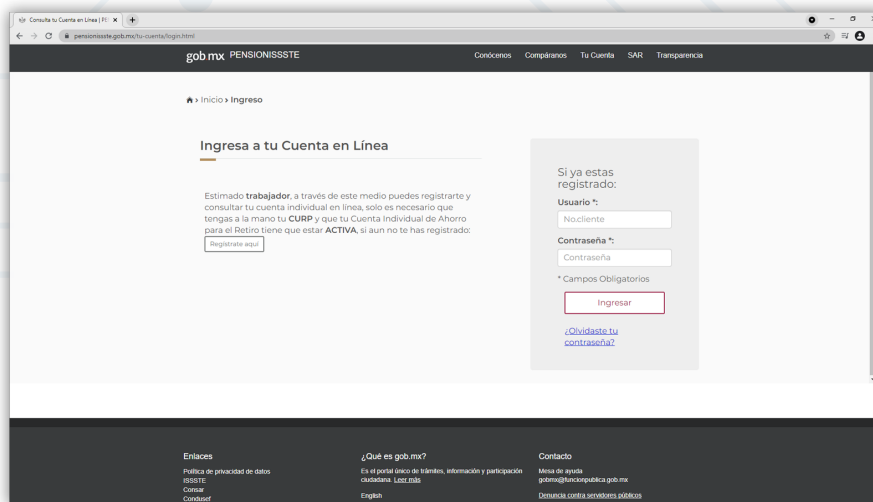 Consulta tu Cuenta en Línea | PE
pensionissste.gob.mx/tu-cuenta/login.html
gob.mx PENSIONISSSTE
Conócenos Compáranos Tu Cuenta SAR Transparencia
> Inicio > Ingreso
Ingresa a tu Cuenta en Línea
Estimado trabajador, a través de este medio puedes registrarte y
consultar tu cuenta individual en línea, solo es necesario que
tengas a la mano tu CURP y que tu Cuenta Individual de Ahorro
para el Retiro tiene que estar ACTIVA, si aun no te has registrado:
Regístrate aquí
Si ya estas
registrado:
Usuario *:
No.cliente
Contraseña *:
Contraseña
* Campos Obligatorios
Ingresar
¿Olvidaste tu
contraseña?
Enlaces
Política de privacidad de datos
ISSSTE
Consar
Condusef
¿Qué es gob.mx?
Es el portal único de trámites, información y participación
ciudadana. Leer más
English
Contacto
Mesa de ayuda
gobmx@funcionpublica.gob.mx
Denuncia contra servidores públicos